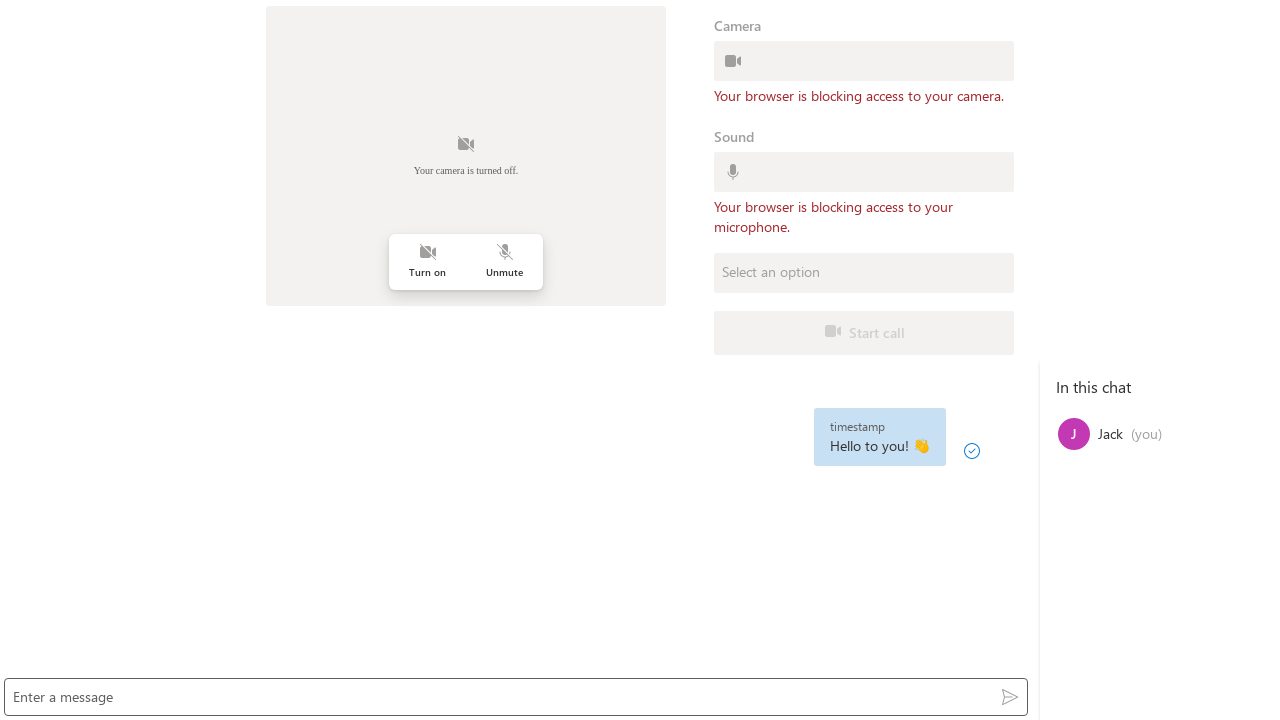 Your camera is turned off.
Turn on
Unmute
Camera
Your browser is blocking access to your camera.
Sound
Your browser is blocking access to your
microphone.
Select an option
Start call
timestamp
Hello to you! 👋
In this chat
J
Jack (you)
Enter a message